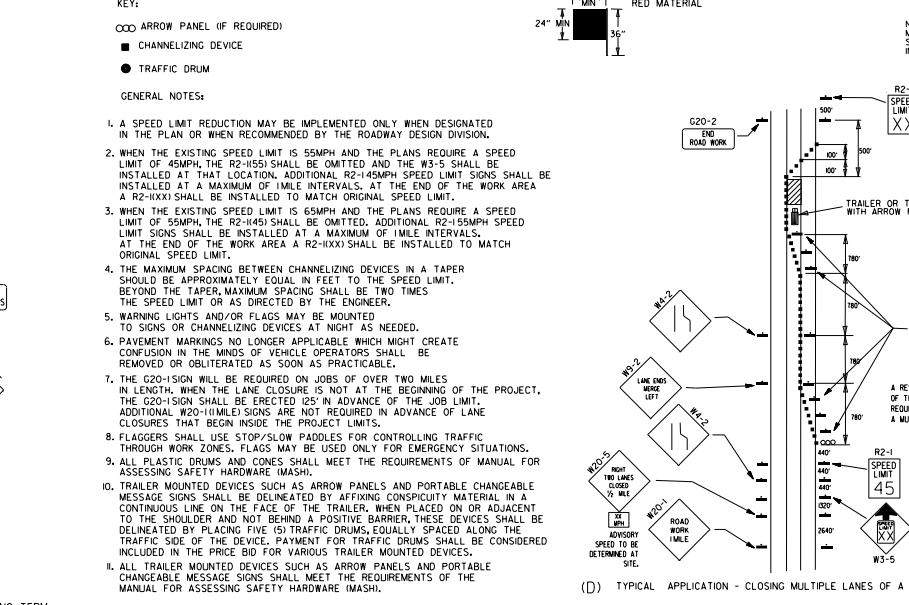 KEY:
ARROW PANEL (IF REQUIRED)
CHANNELIZING DEVICE
TRAFFIC DRUM
GENERAL NOTES:
1. A SPEED LIMIT REDUCTION MAY BE IMPLEMENTED ONLY WHEN DESIGNATED
IN THE PLAN OR WHEN RECOMMENDED BY THE ROADWAY DESIGN DIVISION.
2. WHEN THE EXISTING SPEED LIMIT IS 55MPH AND THE PLANS REQUIRE A SPEED
LIMIT OF 45MPH, THE R2-1(55) SHALL BE OMITTED AND THE W3-5 SHALL BE
INSTALLED AT THAT LOCATION. ADDITIONAL R2-1 45MPH SPEED LIMIT SIGNS SHALL BE
INSTALLED AT A MAXIMUM OF 1 MILE INTERVALS. AT THE END OF THE WORK AREA
A R2-1(XX) SHALL BE INSTALLED TO MATCH ORIGINAL SPEED LIMIT.
3. WHEN THE EXISTING SPEED LIMIT IS 65MPH AND THE PLANS REQUIRE A SPEED
LIMIT OF 55MPH, THE R2-1(45) SHALL BE OMITTED. ADDITIONAL R2-1 55MPH SPEED
LIMIT SIGNS SHALL BE INSTALLED AT A MAXIMUM OF 1 MILE INTERVALS.
AT THE END OF THE WORK AREA A R2-1(XX) SHALL BE INSTALLED TO MATCH
ORIGINAL SPEED LIMIT.
4. THE MAXIMUM SPACING BETWEEN CHANNELIZING DEVICES IN A TAPER
SHOULD BE APPROXIMATELY EQUAL IN FEET TO THE SPEED LIMIT.
BEYOND THE TAPER, MAXIMUM SPACING SHALL BE TWO TIMES
THE SPEED LIMIT OR AS DIRECTED BY THE ENGINEER.
5. WARNING LIGHTS AND/OR FLAGS MAY BE MOUNTED
TO SIGNS OR CHANNELIZING DEVICES AT NIGHT AS NEEDED.
6. PAVEMENT MARKINGS NO LONGER APPLICABLE WHICH MIGHT CREATE
CONFUSION IN THE MINDS OF VEHICLE OPERATORS SHALL BE
REMOVED OR OBLITERATED AS SOON AS PRACTICABLE.
7. THE G20-1 SIGN WILL BE REQUIRED ON JOBS OF OVER TWO MILES
IN LENGTH. WHEN THE LANE CLOSURE IS NOT AT THE BEGINNING OF THE PROJECT,
THE G20-1 SIGN SHALL BE ERECTED 125' IN ADVANCE OF THE JOB LIMIT.
ADDITIONAL W20-1(1 MILE) SIGNS ARE NOT REQUIRED IN ADVANCE OF LANE
CLOSURES THAT BEGIN INSIDE THE PROJECT LIMITS.
8. FLAGGERS SHALL USE STOP/SLOW PADDLES FOR CONTROLLING TRAFFIC
THROUGH WORK ZONES. FLAGS MAY BE USED ONLY FOR EMERGENCY SITUATIONS.
9. ALL PLASTIC DRUMS AND CONES SHALL MEET THE REQUIREMENTS OF MANUAL FOR
ASSESSING SAFETY HARDWARE (MASH).
10. TRAILER MOUNTED DEVICES SUCH AS ARROW PANELS AND PORTABLE CHANGEABLE
MESSAGE SIGNS SHALL BE DELINEATED BY AFFIXING CONSPICUITY MATERIAL IN A
CONTINUOUS LINE ON THE FACE OF THE TRAILER. WHEN PLACED ON OR ADJACENT
TO THE SHOULDER AND NOT BEHIND A POSITIVE BARRIER, THESE DEVICES SHALL BE
DELINEATED BY PLACING FIVE (5) TRAFFIC DRUMS, EQUALLY SPACED ALONG THE
TRAFFIC SIDE OF THE DEVICE. PAYMENT FOR TRAFFIC DRUMS SHALL BE CONSIDERED
INCLUDED IN THE PRICE BID FOR VARIOUS TRAILER MOUNTED DEVICES.
11. ALL TRAILER MOUNTED DEVICES SUCH AS ARROW PANELS AND PORTABLE
CHANGEABLE MESSAGE SIGNS SHALL MEET THE REQUIREMENTS OF THE
MANUAL FOR ASSESSING SAFETY HARDWARE (MASH).
MIN
RED MATERIAL
24" MIN
36"
G20-2
END
ROAD WORK
500'
500'
100'
100'
SPEE
XX
TRAILER OR T
WITH ARROW
780'
780'
780'
780'
W4-2
W9-2
LANE ENDS
MERGE
LEFT
W4-2
W20-5
RIGHT
TWO LANES
CLOSED
½ MILE
XX
MPH
ADVISORY
SPEED TO BE
DETERMINED AT
SITE.
W20-1
ROAD
WORK
1 MILE
440'
440'
440'
1320'
2640'
A RE
OF T
REQU
A MU
R2-1
SPEED
LIMIT
45
SPEED
LIMIT
XX
W3-5
(D) TYPICAL APPLICATION - CLOSING MULTIPLE LANES OF A